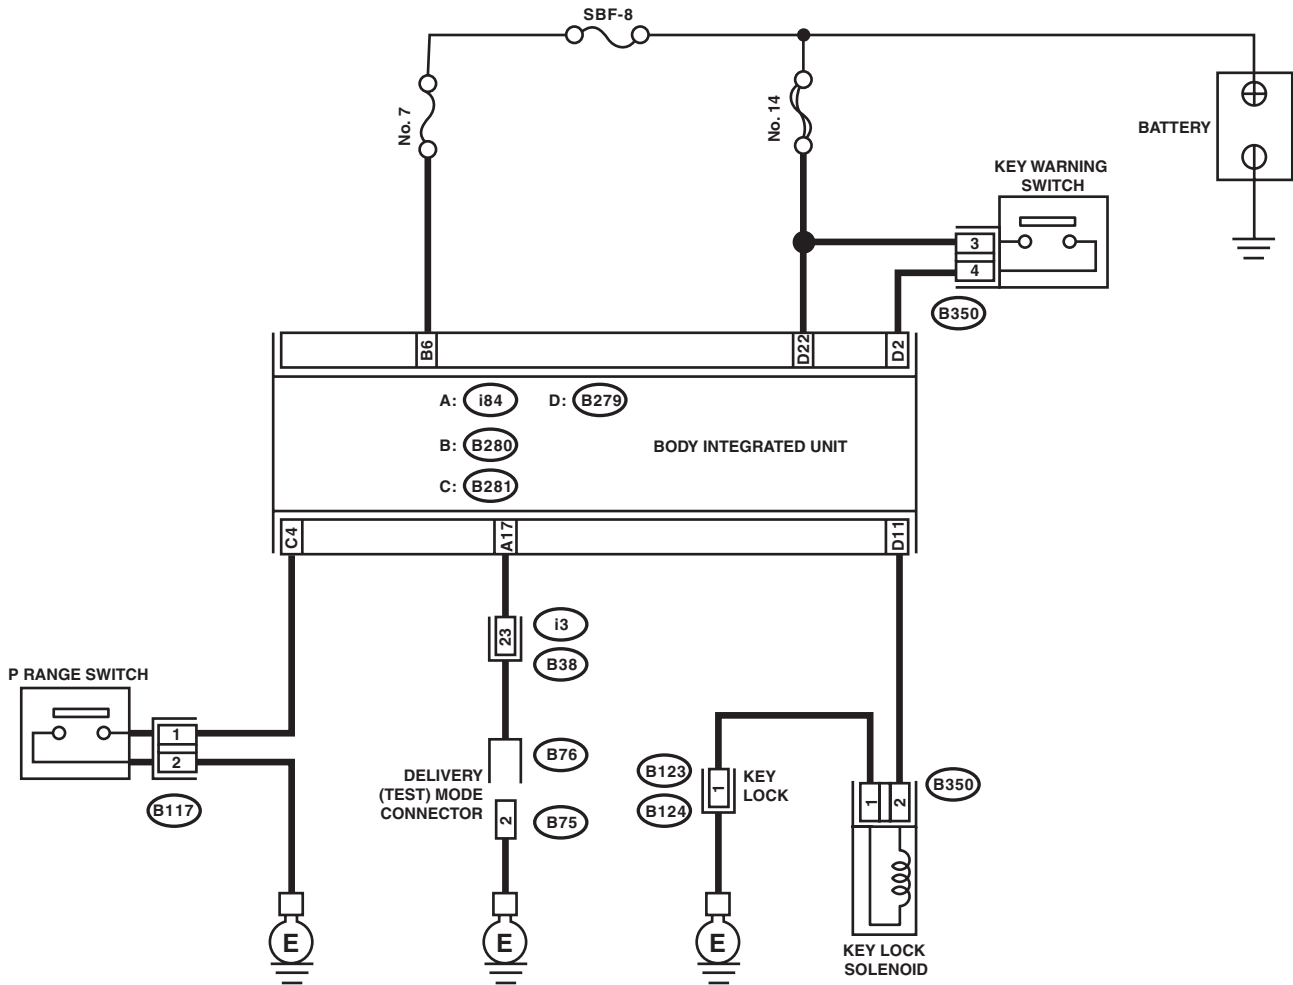 SBF-8
No. 7
No. 14
BATTERY
KEY WARNING
SWITCH
3
4
B350
B6
D22
D2
A: i84 D: B279
B: B280
BODY INTEGRATED UNIT
C: B281
C4
A17
D11
23
i3
B38
P RANGE SWITCH
1
2
B117
B76
DELIVERY
(TEST) MODE
CONNECTOR
2
B75
B123
B124
1
KEY
LOCK
B350
1
2
E
E
E
KEY LOCK
SOLENOID